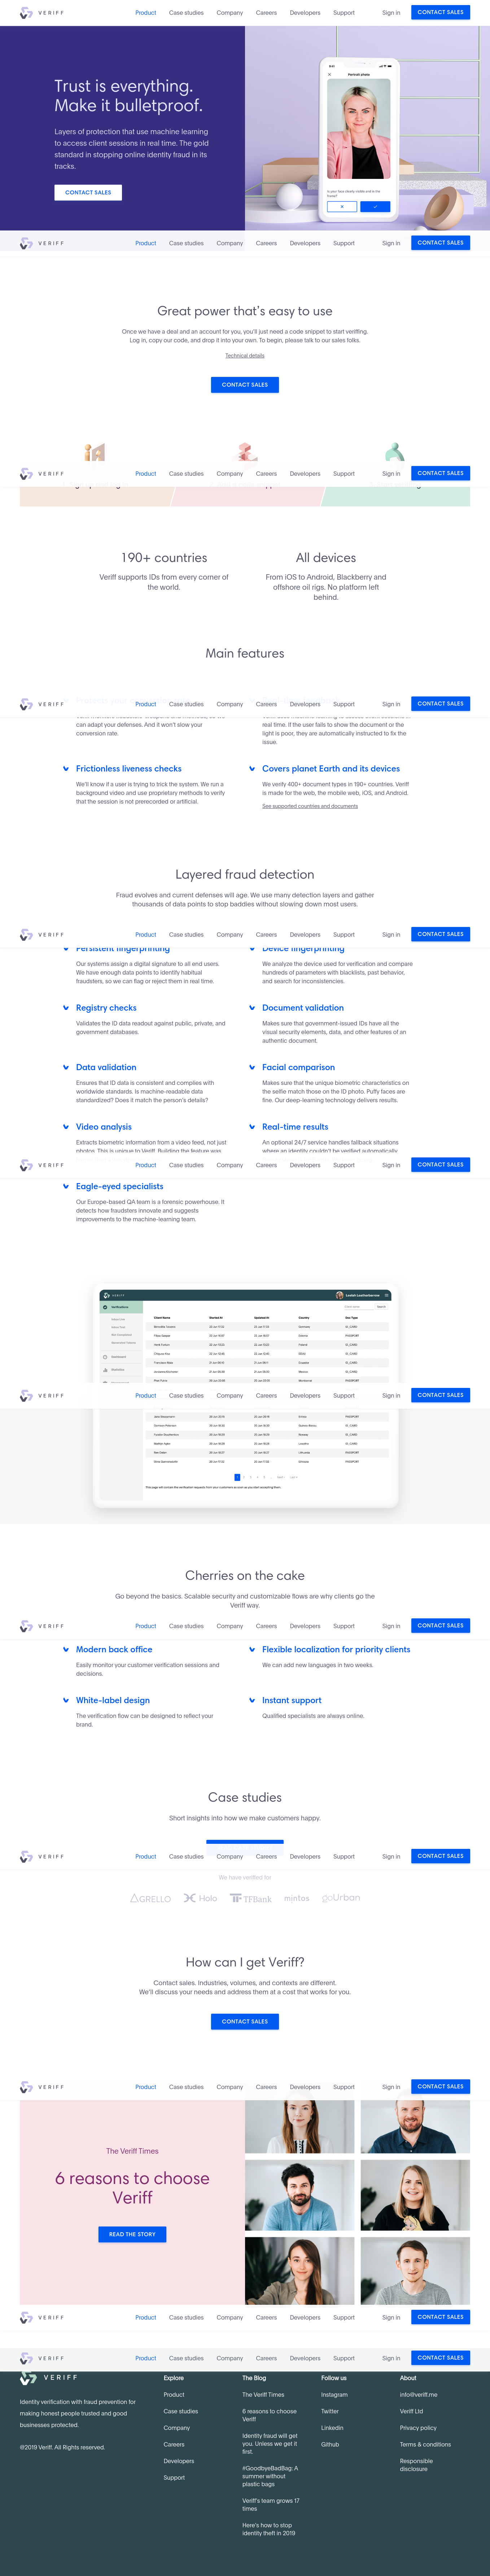 VERIFF Product Case studies Company Careers Developers Support Sign in CONTACT SALES
Trust is everything.
Make it bulletproof.
Layers of protection that use machine learning
to access client sessions in real time. The gold
standard in stopping online identity fraud in its
tracks.
CONTACT SALES
Portrait photo
Is your face clearly visible and in the
frame?
VERIFF Product Case studies Company Careers Developers Support Sign in CONTACT SALES
Great power that's easy to use
Once we have a deal and an account for you, you'll just need a code snippet to start veriffing.
Log in, copy our code, and drop it into your own. To begin, please talk to our sales folks.
Technical details
CONTACT SALES
VERIFF Product Case studies Company Careers Developers Support Sign in CONTACT SALES
190+ countries
Veriff supports IDs from every corner of
the world.
All devices
From iOS to Android, Blackberry and
offshore oil rigs. No platform left
behind.
Main features
VERIFF Product Case studies Company Careers Developers Support Sign in CONTACT SALES
can adapt your defenses. And it won't slow your
conversion rate.
real time. If the user fails to show the document or the
light is poor, they are automatically instructed to fix the
issue.
Frictionless liveness checks
We'll know if a user is trying to trick the system. We run a
background video and use proprietary methods to verify
that the session is not prerecorded or artificial.
Covers planet Earth and its devices
We verify 400+ document types in 190+ countries. Veriff
is made for the web, the mobile web, iOS, and Android.
See supported countries and documents
Layered fraud detection
Fraud evolves and current defenses will age. We use many detection layers and gather
thousands of data points to stop baddies without slowing down most users.
VERIFF Product Case studies Company Careers Developers Support Sign in CONTACT SALES
Persistent fingerprinting
Our systems assign a digital signature to all end users.
We have enough data points to identify habitual
fraudsters, so we can flag or reject them in real time.
Device fingerprinting
We analyze the device used for verification and compare
hundreds of parameters with blacklists, past behavior,
and search for inconsistencies.
Registry checks
Validates the ID data readout against public, private, and
government databases.
Document validation
Makes sure that government-issued IDs have all the
visual security elements, data, and other features of an
authentic document.
Data validation
Ensures that ID data is consistent and complies with
worldwide standards. Is machine-readable data
standardized? Does it match the person's details?
Facial comparison
Makes sure that the unique biometric characteristics on
the selfie match those on the ID photo. Puffy faces are
fine. Our deep-learning technology delivers results.
Video analysis
Extracts biometric information from a video feed, not just
photos. This is unique to Veriff. Building the feature was
Real-time results
An optional 24/7 service handles fallback situations
where an identity couldn't be verified automatically.
VERIFF Product Case studies Company Careers Developers Support Sign in CONTACT SALES
Eagle-eyed specialists
Our Europe-based QA team is a forensic powerhouse. It
detects how fraudsters innovate and suggests
improvements to the machine-learning team.
VERIFF
Verifications
Client Name Started At Updated At Country Doc Type
Dashboard
Statistics
VERIFF Product Case studies Company Careers Developers Support Sign in CONTACT SALES
This page will contain the verification requests from your customers as soon as you start accepting them.
Cherries on the cake
Go beyond the basics. Scalable security and customizable flows are why clients go the
Veriff way.
VERIFF Product Case studies Company Careers Developers Support Sign in CONTACT SALES
Modern back office
Easily monitor your customer verification sessions and
decisions.
Flexible localization for priority clients
We can add new languages in two weeks.
White-label design
The verification flow can be designed to reflect your
brand.
Instant support
Qualified specialists are always online.
Case studies
Short insights into how we make customers happy.
VERIFF Product Case studies Company Careers Developers Support Sign in CONTACT SALES
We have verified for
GRELLO Holo TFBank mintos goUrban
How can I get Veriff?
Contact sales. Industries, volumes, and contexts are different.
We'll discuss your needs and address them at a cost that works for you.
CONTACT SALES
VERIFF Product Case studies Company Careers Developers Support Sign in CONTACT SALES
The Veriff Times
6 reasons to choose
Veriff
READ THE STORY
VERIFF Product Case studies Company Careers Developers Support Sign in CONTACT SALES
VERIFF Product Case studies Company Careers Developers Support Sign in CONTACT SALES
VERIFF
Identity verification with fraud prevention for
making honest people trusted and good
businesses protected.
@2019 Veriff. All Rights reserved.
Explore
Product
Case studies
Company
Careers
Developers
Support
The Blog
The Veriff Times
6 reasons to choose
Veriff
Identity fraud will get
you. Unless we get it
first.
#GoodbyeBadBag: A
summer without
plastic bags
Veriff's team grows 17
times
Here's how to stop
identity theft in 2019
Follow us
Instagram
Twitter
LinkedIn
Github
About
info@veriff.me
Veriff Ltd
Privacy policy
Terms & conditions
Responsible
disclosure